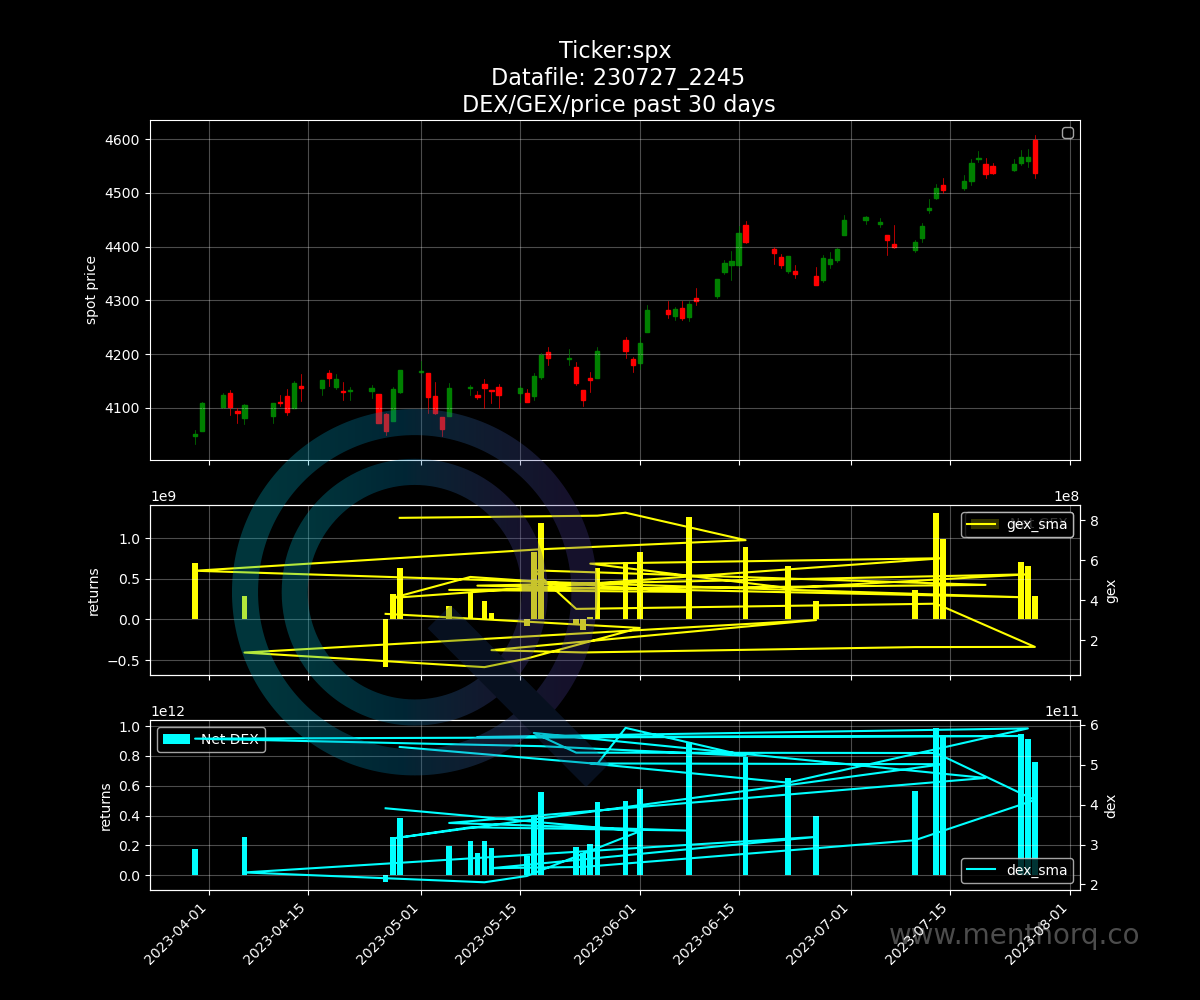 Ticker:spx
Datafile: 230727_2245
DEX/GEX/price past 30 days
4600
4500
4400
4300
4200
4100
spot price
1e9
1e8
1.0
0.5
0.0
−0.5
returns
gex_sma
8
6
4
2
gex
1e12
1e11
1.0
0.8
0.6
0.4
0.2
0.0
returns
Net DEX
dex_sma
6
5
4
3
2
dex
2023-04-01
2023-04-15
2023-05-01
2023-05-15
2023-06-01
2023-06-15
2023-07-01
2023-07-15
2023-08-01
www.menthorq.co